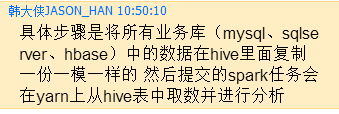 韩大侠JASON_HAN 10:50:10
具体步骤是将所有业务库（mysql、sqlse
rver、hbase）中的数据在hive里面复制
一份一模一样的 然后提交的spark任务会
在yarn上从hive表中取数并进行分析